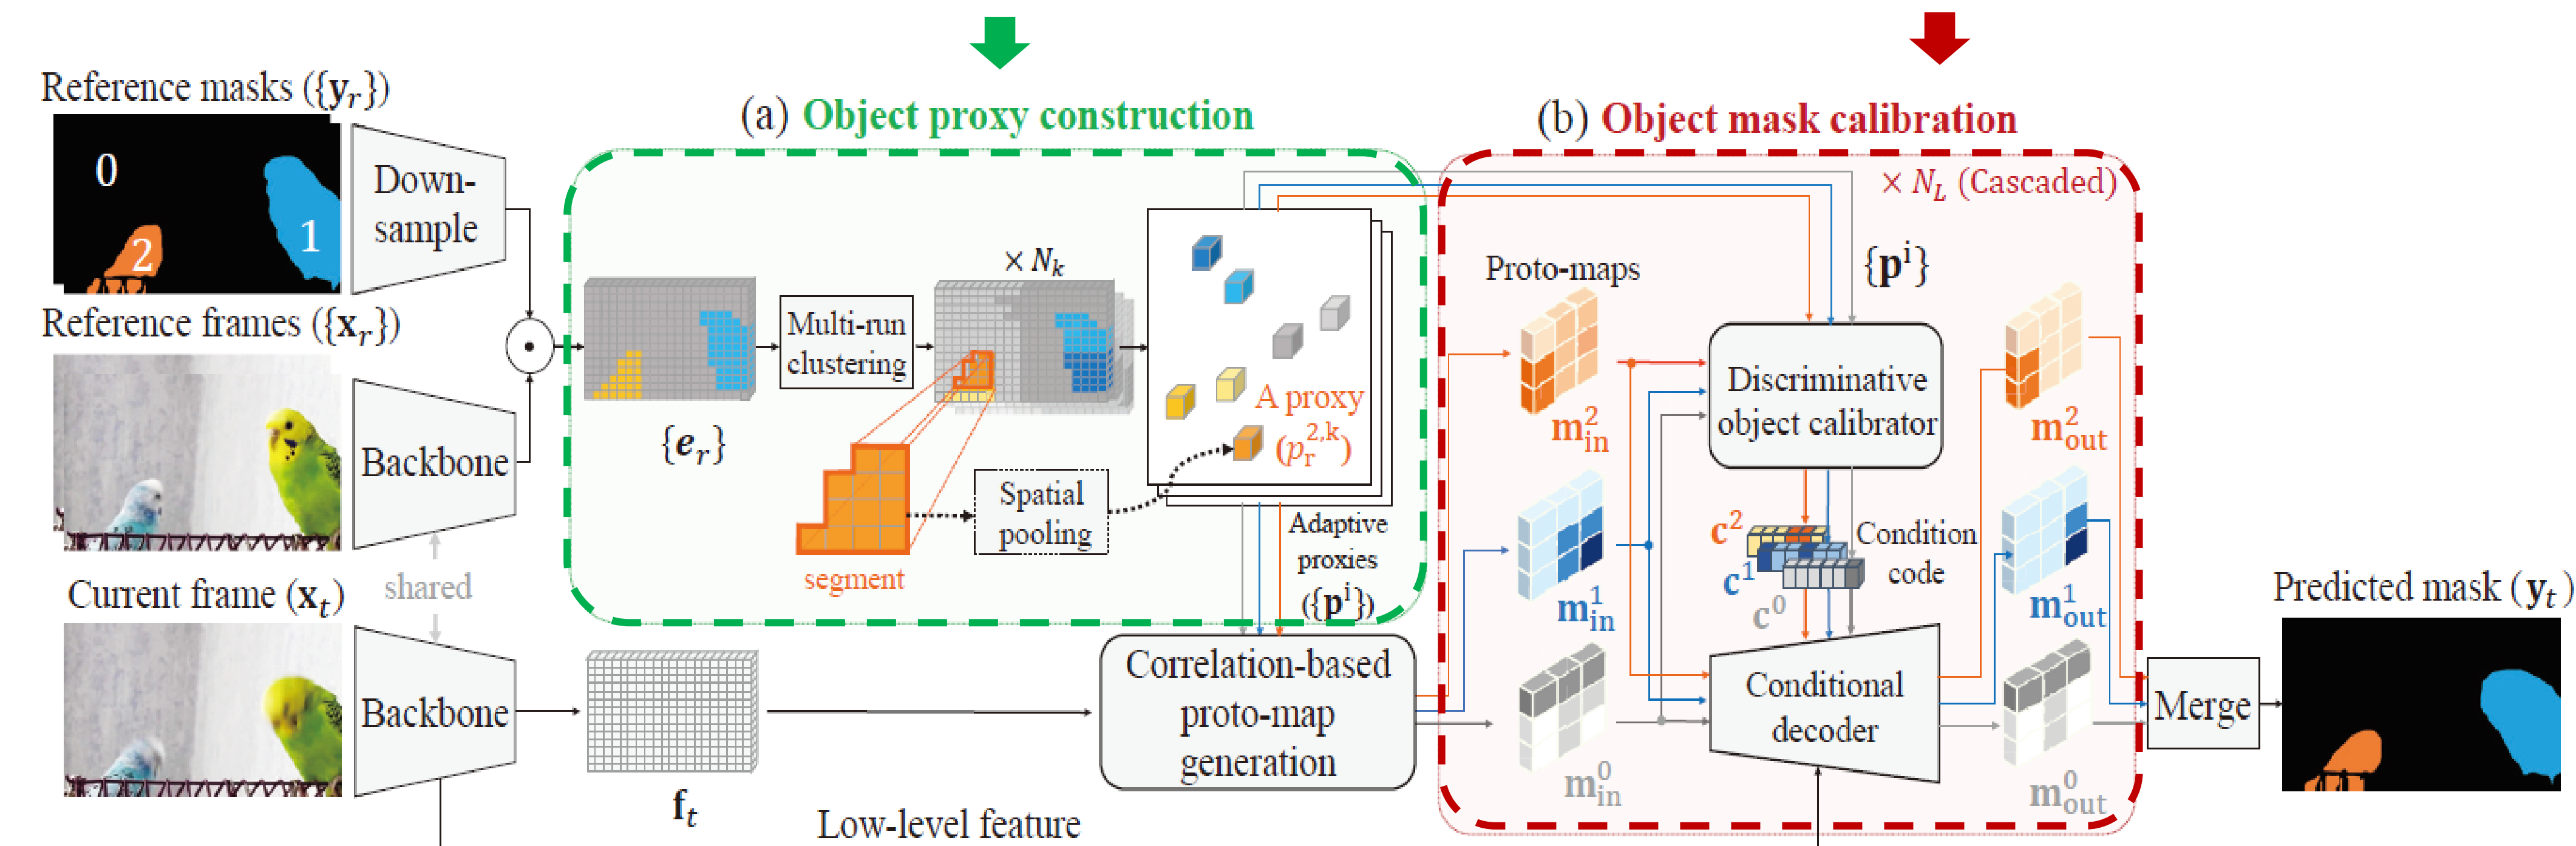 Reference masks ({y_r})
0
1
2
Down-
sample
Reference frames ({x_r})
Backbone
shared
Current frame (x_t)
Backbone
(a) Object proxy construction
{e_r}
Multi-run
clustering
× N_k
segment
Spatial
pooling
A proxy
(p_r^{2,k})
Adaptive
proxies
({p^i})
f_t
Low-level feature
Correlation-based
proto-map
generation
(b) Object mask calibration
× N_L (Cascaded)
{p^i}
Proto-maps
m_in^2
m_in^1
m_in^0
Discriminative
object calibrator
c^2
c^1
c^0
Condition
code
Conditional
decoder
m_out^2
m_out^1
m_out^0
Merge
Predicted mask (y_t)